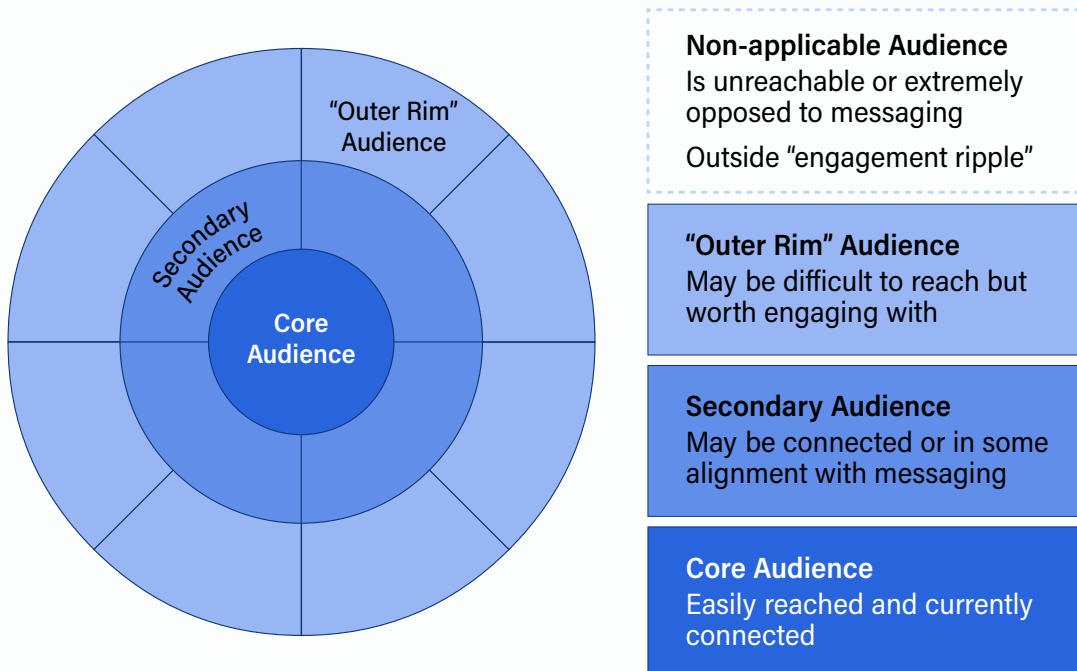 “Outer Rim”
Audience
Secondary
Audience
Core
Audience
Non-applicable Audience
Is unreachable or extremely
opposed to messaging
Outside “engagement ripple”
“Outer Rim” Audience
May be difficult to reach but
worth engaging with
Secondary Audience
May be connected or in some
alignment with messaging
Core Audience
Easily reached and currently
connected